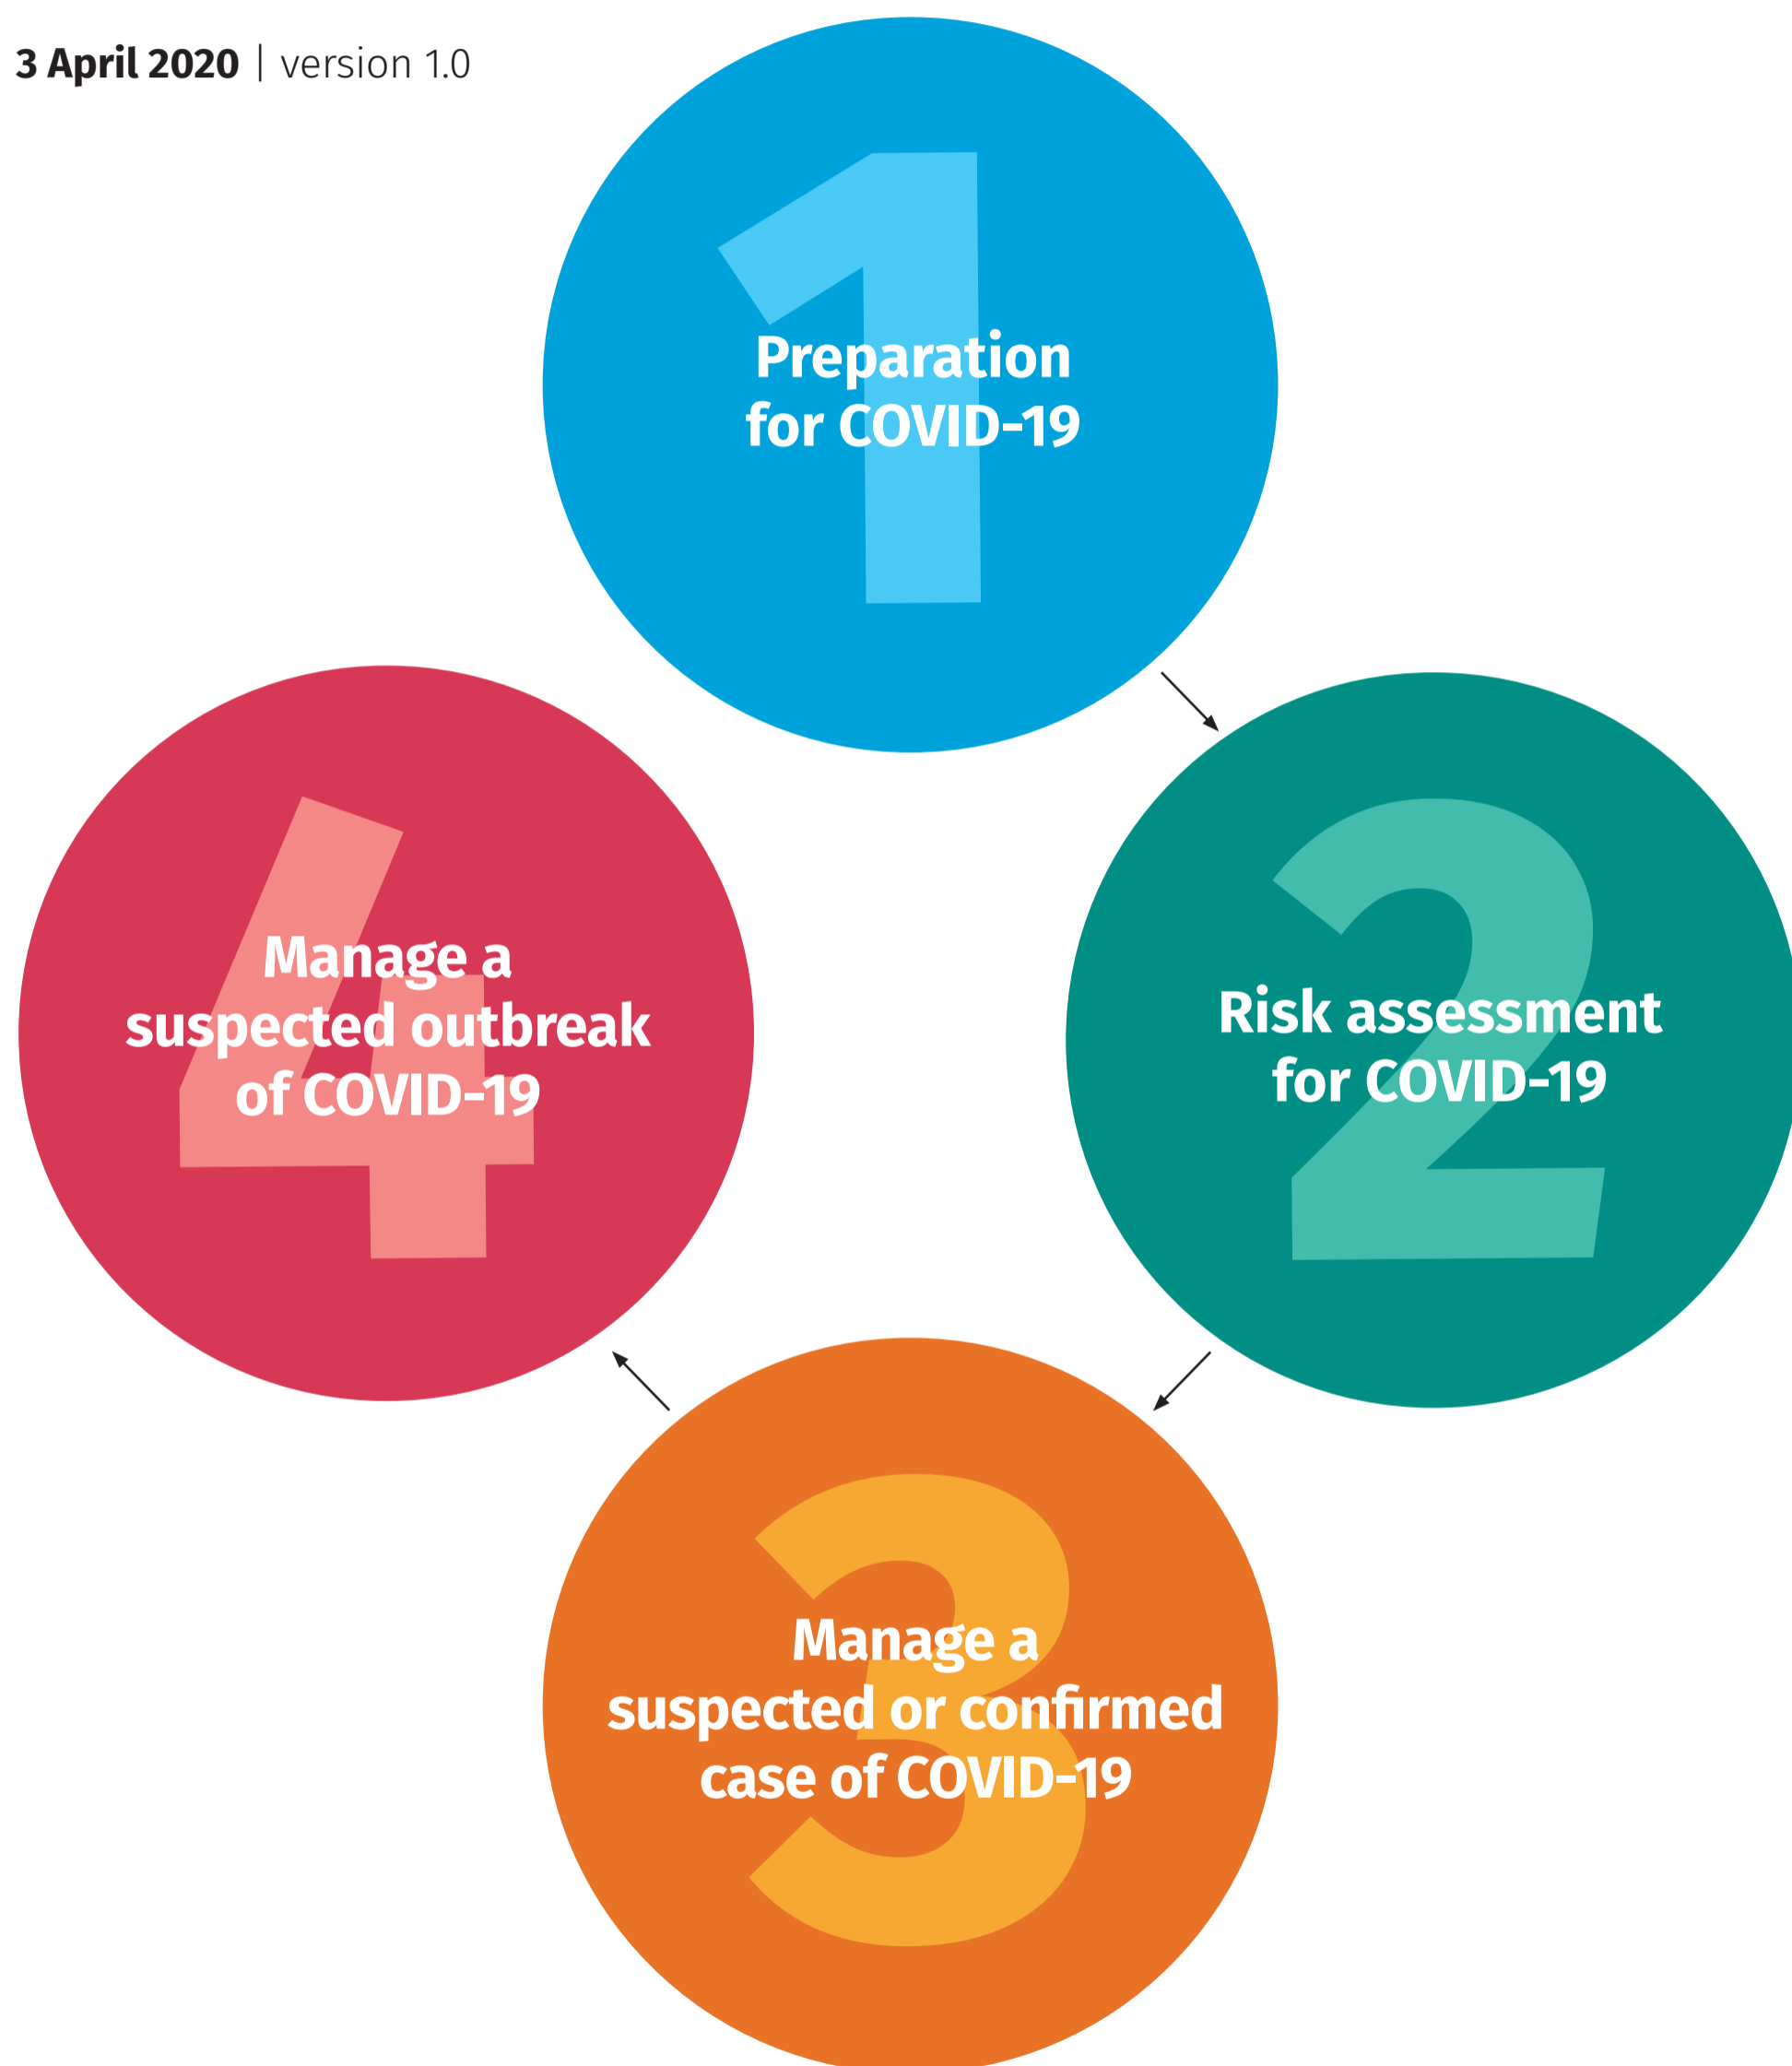 3 April 2020 | version 1.0
1
Preparation
for COVID-19
2
Risk assessment
for COVID-19
3
Manage a
suspected or confirmed
case of COVID-19
4
Manage a
suspected outbreak
of COVID-19